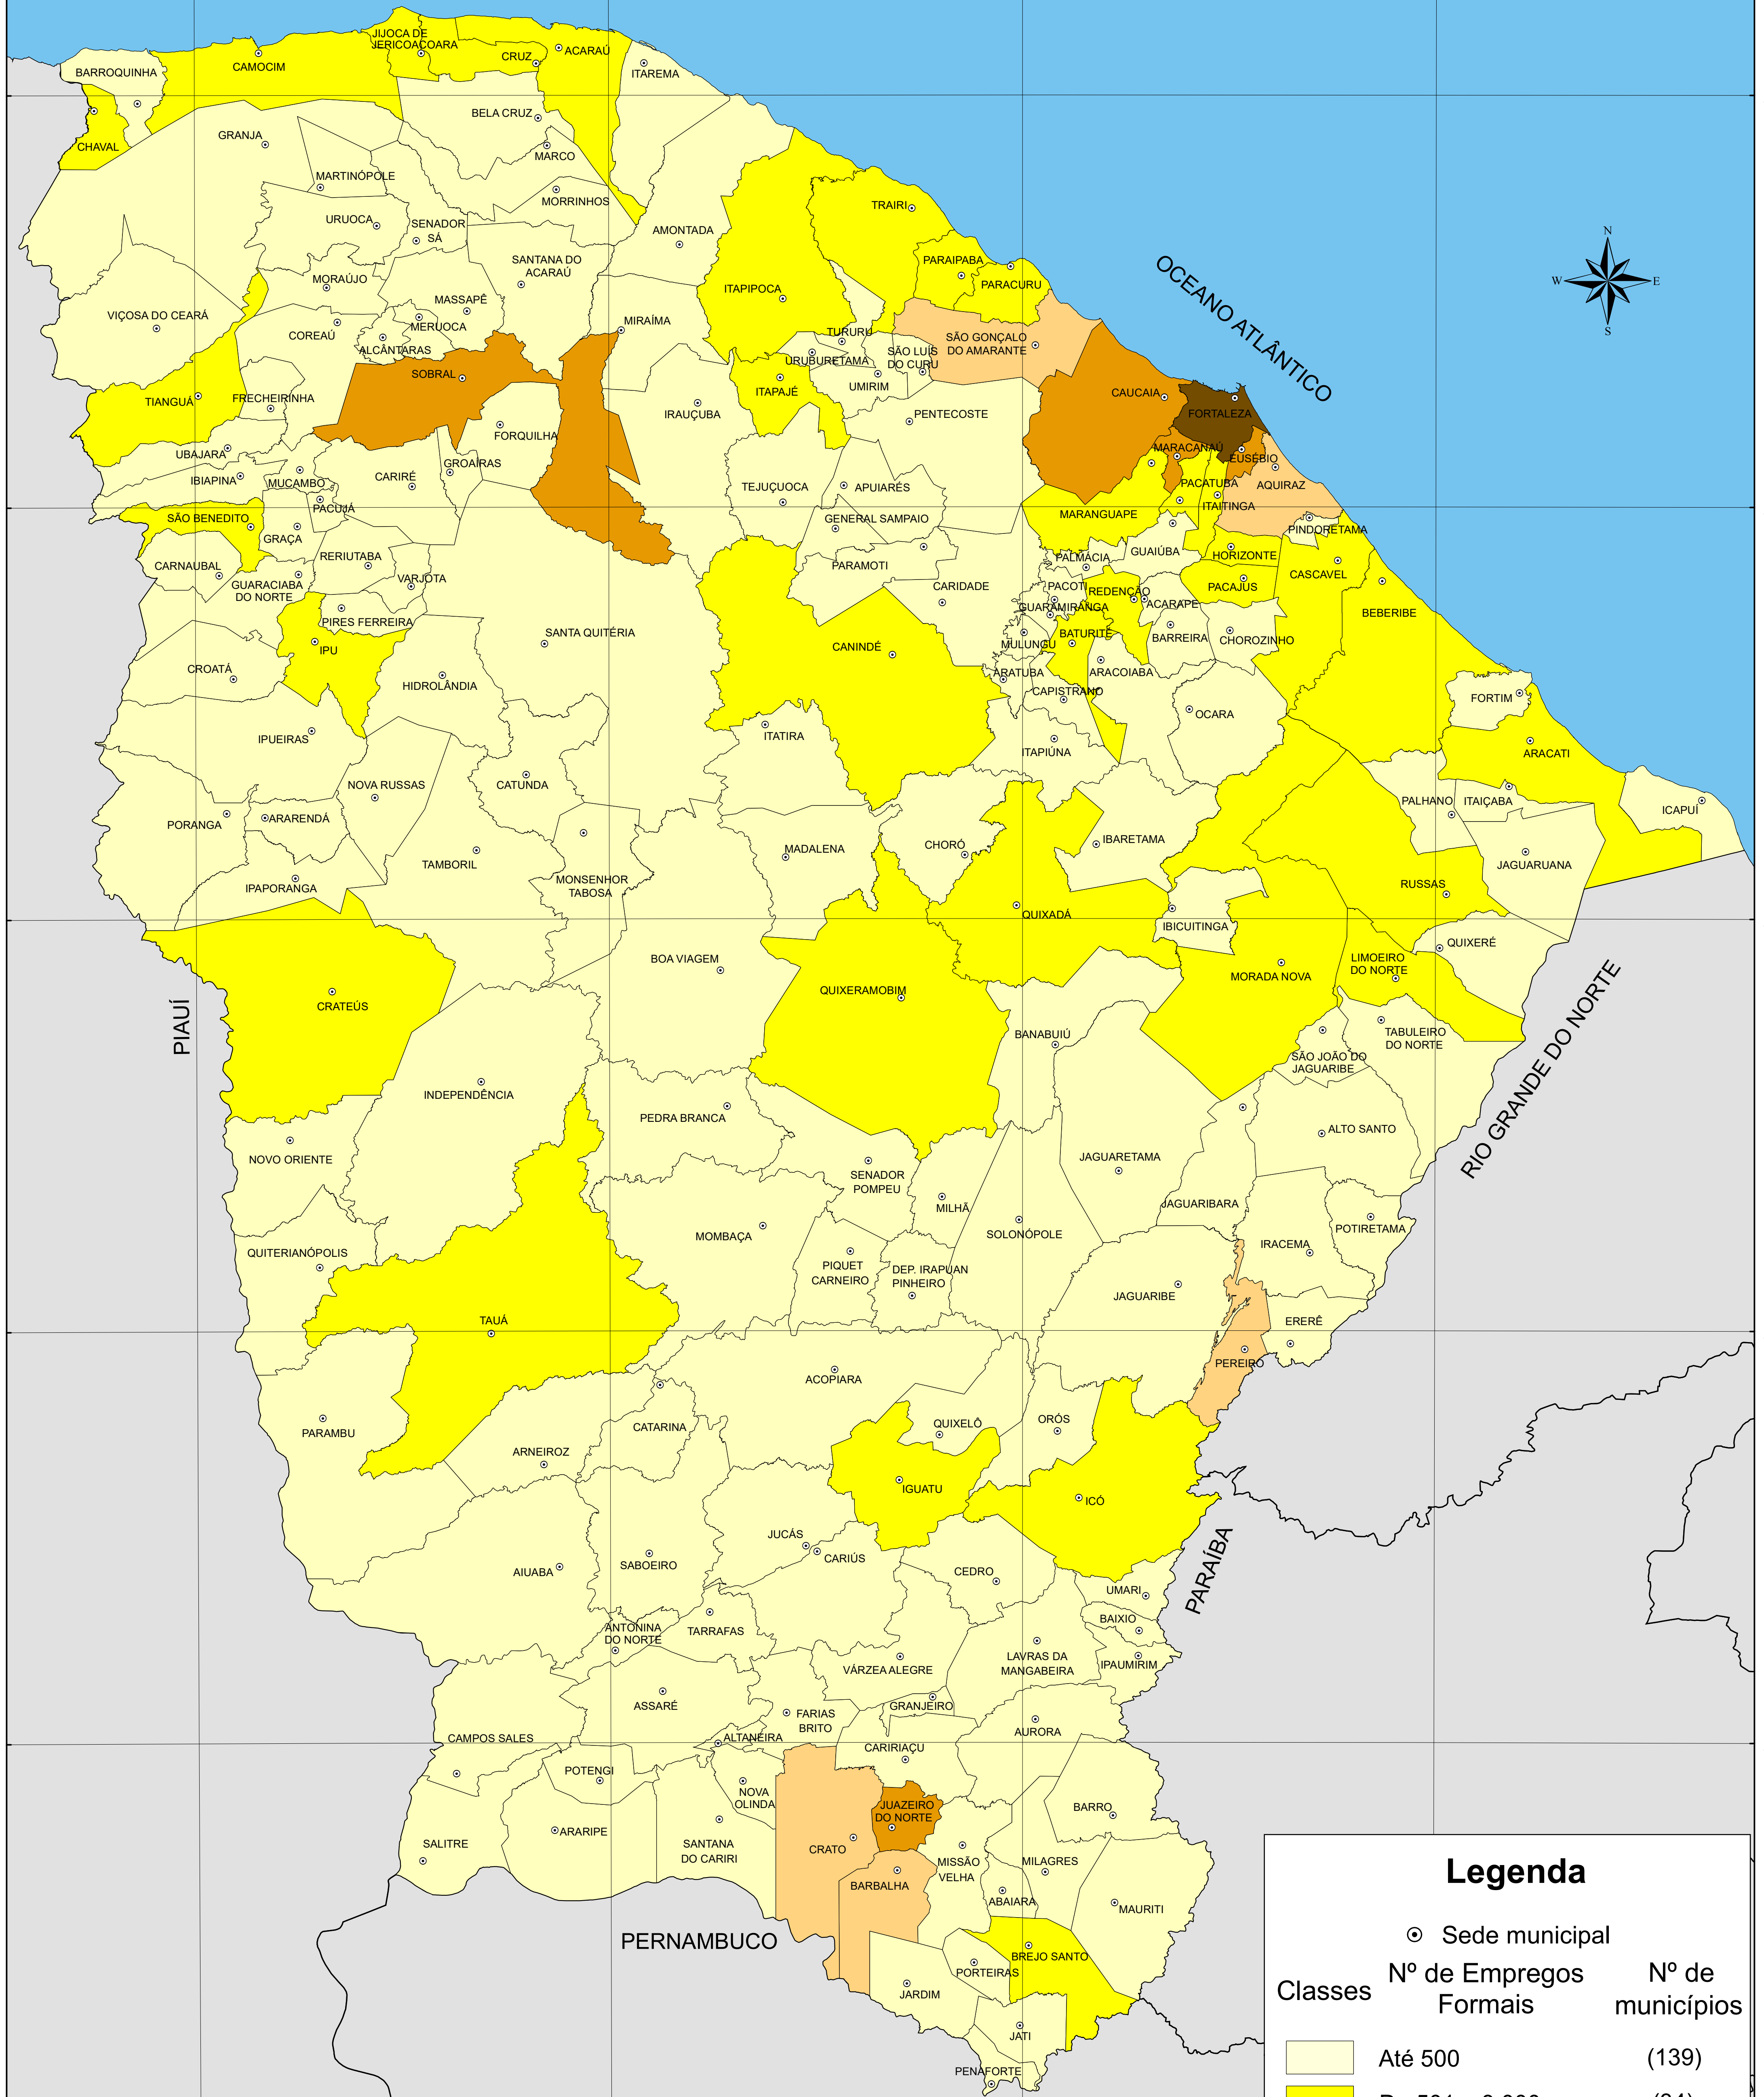 JIJOCA DE
JERICOACOARA
CRUZ
ACARAÚ
CAMOCIM
BARROQUINHA
ITAREMA
BELA CRUZ
CHAVAL
GRANJA
MARCO
MARTINÓPOLE
MORRINHOS
URUOCA
SENADOR
SÁ
AMONTADA
TRAIRI
SANTANA DO
ACARAÚ
PARAIPABA
PARACURU
OCEANO ATLÂNTICO
N
W
E
S
MORAÚJO
MASSAPÊ
ITAPIPOCA
VIÇOSA DO CEARÁ
COREAÚ
MERUOCA
ALCÂNTARAS
MIRAÍMA
TURURU
URUBURETAMA
SÃO LUÍS
DO CURU
SÃO GONÇALO
DO AMARANTE
SOBRAL
UMIRIM
ITAPAJÉ
TIANGUÁ
FRECHEIRINHA
IRAUÇUBA
PENTECOSTE
CAUCAIA
FORTALEZA
FORQUILHA
UBAJARA
MARACANAÚ
EUSÉBIO
GROAÍRAS
IBIAPINA
MUCAMBO
CARIRÉ
TEJUÇUOCA
APUIARÉS
PACATUBA
AQUIRAZ
PACUJÁ
ITAITINGA
SÃO BENEDITO
GENERAL SAMPAIO
MARANGUAPE
PINDORETAMA
GRAÇA
RERIUTABA
CARNAUBAL
PARAMOTI
PALMÁCIA
GUAIÚBA
HORIZONTE
CASCAVEL
GUARACIABA
DO NORTE
VARJOTA
CARIDADE
PACOTI
REDENÇÃO
PACAJUS
GUARAMIRANGA
ACARAPE
BEBERIBE
PIRES FERREIRA
SANTA QUITÉRIA
BATURITÉ
BARREIRA
CHOROZINHO
IPU
CANINDÉ
MULUNGU
CROATÁ
HIDROLÂNDIA
ARATUBA
ARACOIABA
CAPISTRANO
FORTIM
OCARA
IPUEIRAS
ITATIRA
ITAPIÚNA
ARACATI
NOVA RUSSAS
CATUNDA
PALHANO
ITAIÇABA
ICAPUÍ
PORANGA
ARARENDÁ
IBARETAMA
MADALENA
CHORÓ
TAMBORIL
JAGUARUANA
IPAPORANGA
MONSENHOR
TABOSA
RUSSAS
QUIXADÁ
IBICUITINGA
QUIXERÉ
BOA VIAGEM
LIMOEIRO
DO NORTE
MORADA NOVA
QUIXERAMOBIM
CRATEÚS
PIAUÍ
RIO GRANDE DO NORTE
BANABUIÚ
TABULEIRO
DO NORTE
SÃO JOÃO DO
JAGUARIBE
INDEPENDÊNCIA
PEDRA BRANCA
ALTO SANTO
NOVO ORIENTE
JAGUARETAMA
SENADOR
POMPEU
JAGUARIBARA
MILHÃ
POTIRETAMA
MOMBAÇA
SOLONÓPOLE
IRACEMA
QUITERIANÓPOLIS
PIQUET
CARNEIRO
DEP. IRAPUAN
PINHEIRO
JAGUARIBE
TAUÁ
ERERÊ
PEREIRO
ACOPIARA
PARAMBU
CATARINA
QUIXELÔ
ORÓS
ARNEIROZ
IGUATU
ICÓ
JUCÁS
CARIÚS
AIUABA
SABOEIRO
CEDRO
PARAÍBA
UMARI
BAIXIO
ANTONINA
DO NORTE
TARRAFAS
LAVRAS DA
MANGABEIRA
IPAUMIRIM
VÁRZEA ALEGRE
ASSARÉ
GRANJEIRO
FARIAS
BRITO
AURORA
CAMPOS SALES
ALTANEIRA
CARIRIAÇU
POTENGI
NOVA
OLINDA
JUAZEIRO
DO NORTE
BARRO
ARARIPE
SALITRE
SANTANA
DO CARIRI
CRATO
MISSÃO
VELHA
MILAGRES
BARBALHA
ABAIARA
MAURITI
PERNAMBUCO
BREJO SANTO
PORTEIRAS
JARDIM
JATI
PENAFORTE
Legenda
Sede municipal
Classes
Nº de Empregos
Formais
Nº de
municípios
Até 500 (139)